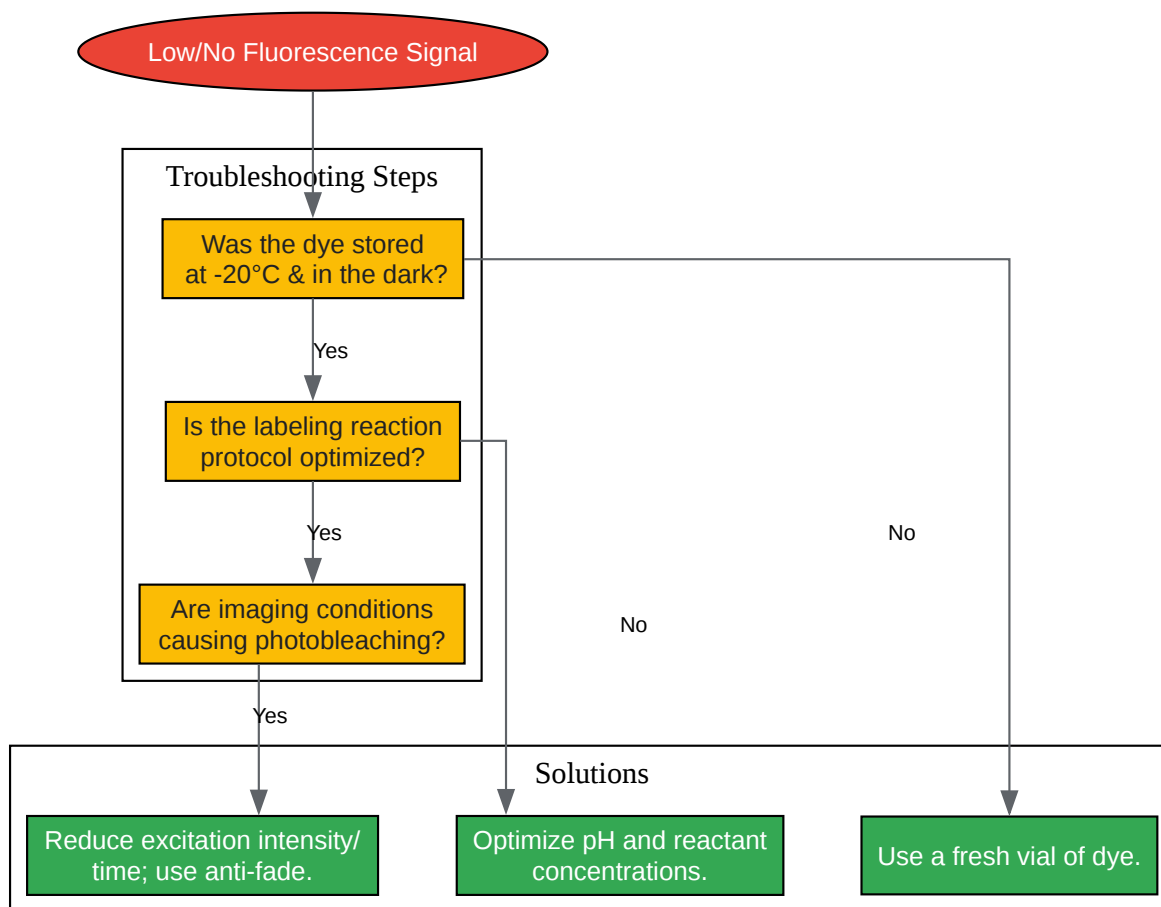 Low/No Fluorescence Signal
Troubleshooting Steps
Was the dye stored
at -20°C & in the dark?
Yes
Is the labeling reaction
protocol optimized?
Yes
No
Are imaging conditions
causing photobleaching?
No
Yes
Solutions
Reduce excitation intensity/
time; use anti-fade.
Optimize pH and reactant
concentrations.
Use a fresh vial of dye.